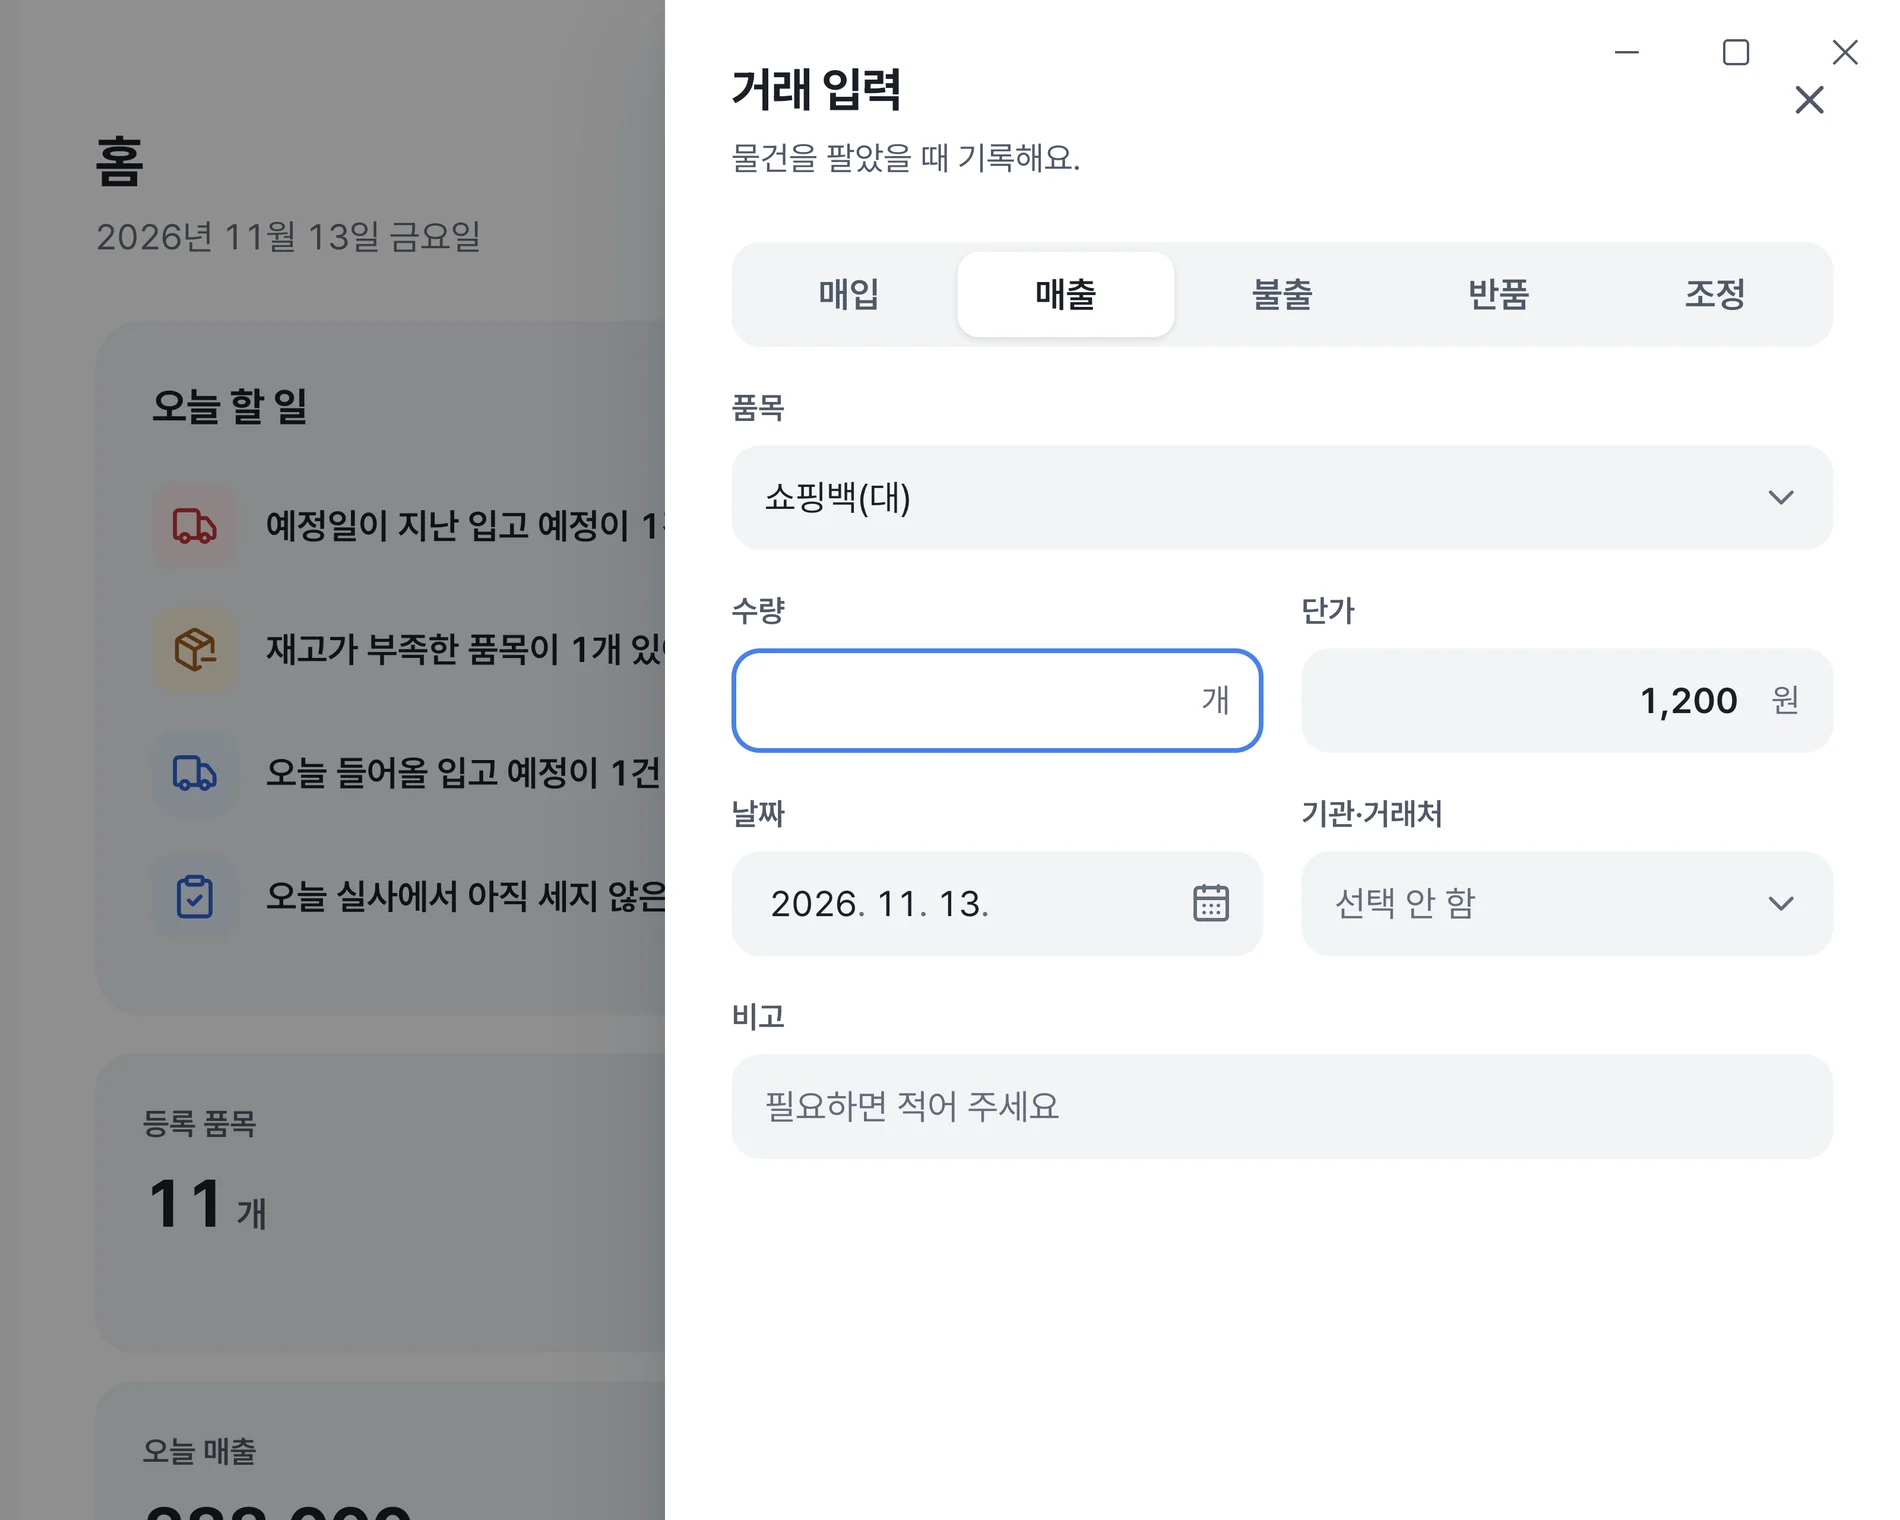 홈
2026년 11월 13일 금요일
오늘 할 일
예정일이 지난 입고 예정이
재고가 부족한 품목이 1개
오늘 들어올 입고 예정이 1건
오늘 실사에서 아직 세지 않은
등록 품목
11 개
오늘 매출
거래 입력
물건을 팔았을 때 기록해요.
매입 매출 불출 반품 조정
품목
쇼핑백(대)
수량 단가
개 1,200 원
날짜 기관·거래처
2026. 11. 13. 선택 안 함
비고
필요하면 적어 주세요